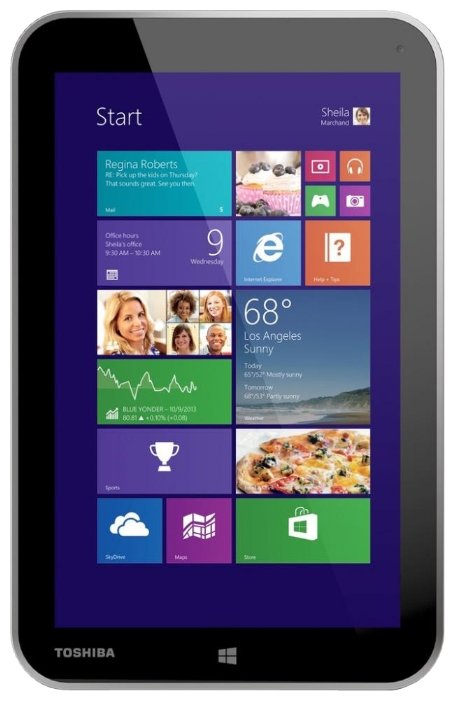 Start
Sheila
Marchand
Regina Roberts
RE: Pick up the kids on Thursday?
That sounds great. See you then.
Mail
5
Office hours
Sheila's office
9:30 AM – 10:30 AM
9
Wednesday
Internet Explorer
Help + Tips
68°
Los Angeles
Sunny
Today
65°/52° Mostly sunny
Tomorrow
68°/53° Partly sunny
Weather
BLUE YONDER – 10/9/2013
80.81 ▲ +0.10% (+0.08)
Sports
SkyDrive
Maps
Store
TOSHIBA